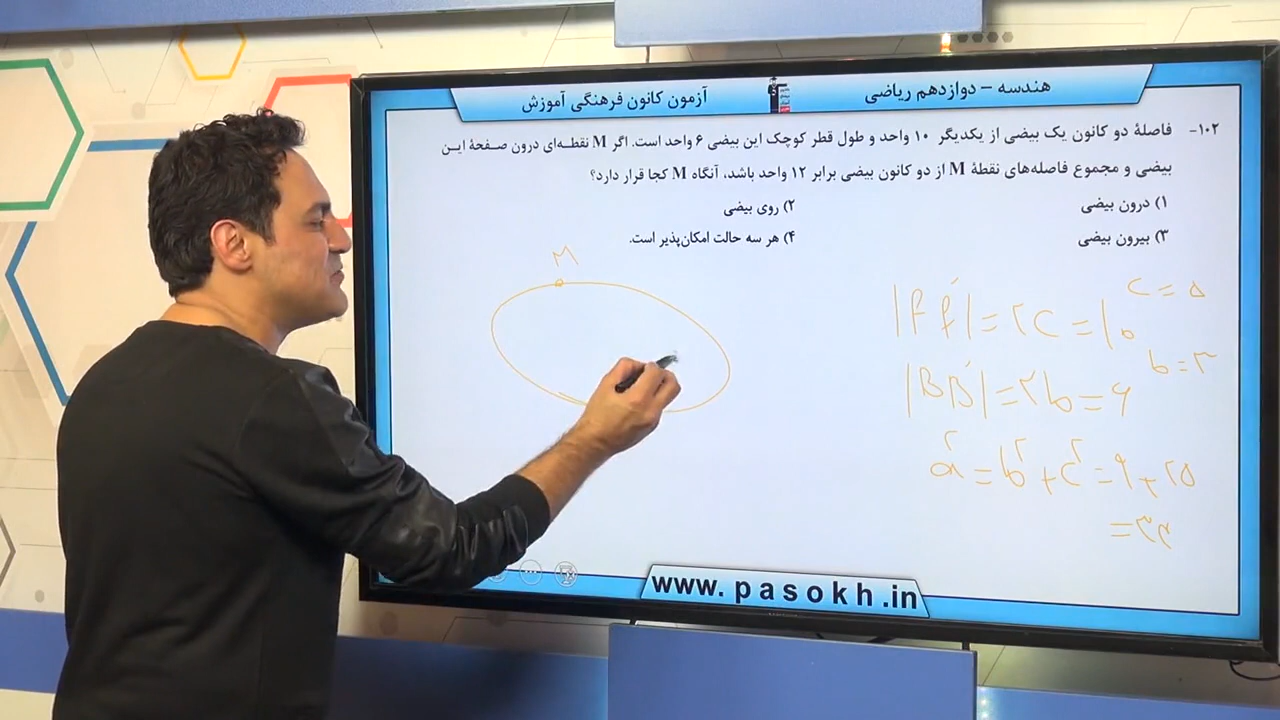 هندسه – دوازدهم ریاضی
آزمون کانون فرهنگی آموزش
۱۰۲- فاصلهٔ دو کانون یک بیضی از یکدیگر ۱۰ واحد و طول قطر کوچک این بیضی ۶ واحد است. اگر M نقطه‌ای درون صفحهٔ این
بیضی و مجموع فاصله‌های نقطهٔ M از دو کانون بیضی برابر ۱۲ واحد باشد، آنگاه M کجا قرار دارد؟
۱) درون بیضی
۲) روی بیضی
۳) بیرون بیضی
۴) هر سه حالت امکان‌پذیر است.
M
c = ۵
|FF'| = ۲c = ۱۰
b = ۳
|BB'| = ۲b = ۶
a² = b² + c² = ۹ + ۲۵
= ۳۴
www.pasokh.in